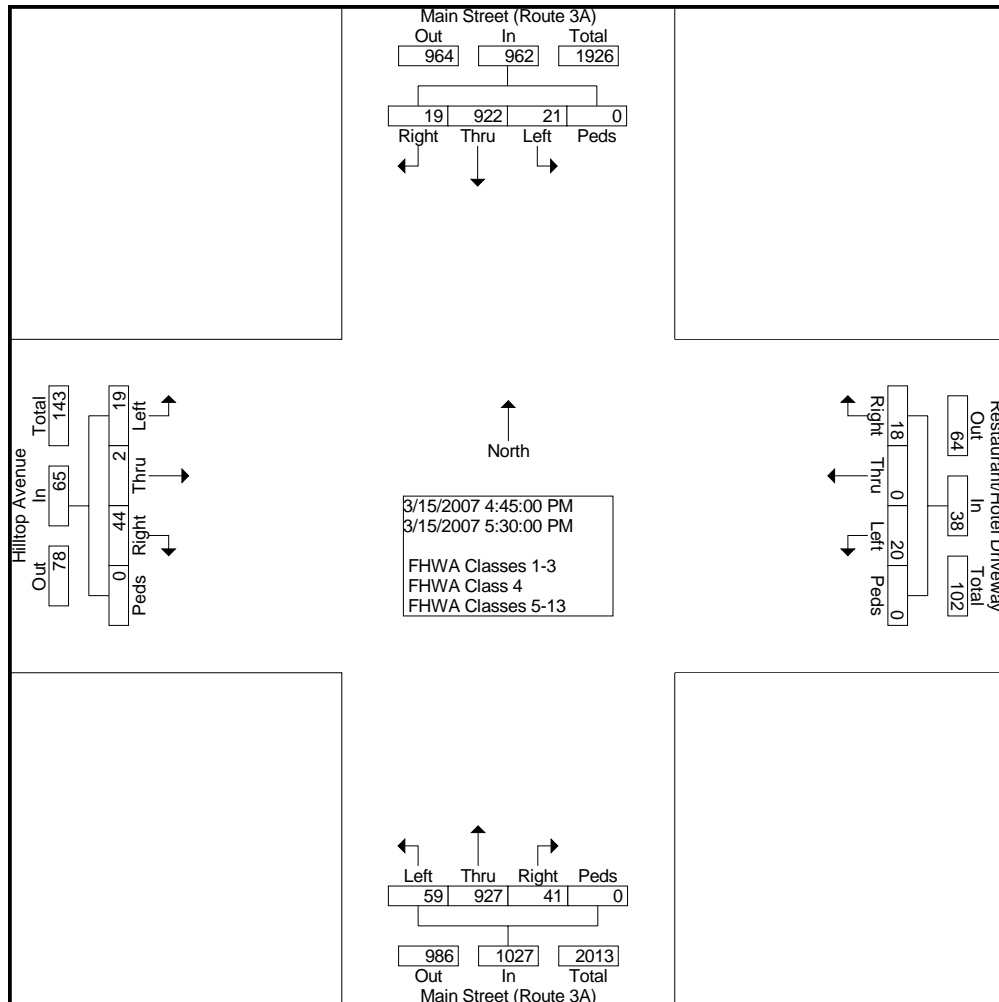 Main Street (Route 3A)
Out In Total
964 962 1926
19 922 21 0
Right Thru Left Peds
Hilltop Avenue
Total In Out
143 65 78
19 2 44 0
Left Thru Right Peds
North
3/15/2007 4:45:00 PM
3/15/2007 5:30:00 PM
FHWA Classes 1-3
FHWA Class 4
FHWA Classes 5-13
Restaurant/Hotel Driveway
Out In Total
64 38 102
18 0 20 0
Right Thru Left Peds
Left Thru Right Peds
59 927 41 0
986 1027 2013
Out In Total
Main Street (Route 3A)